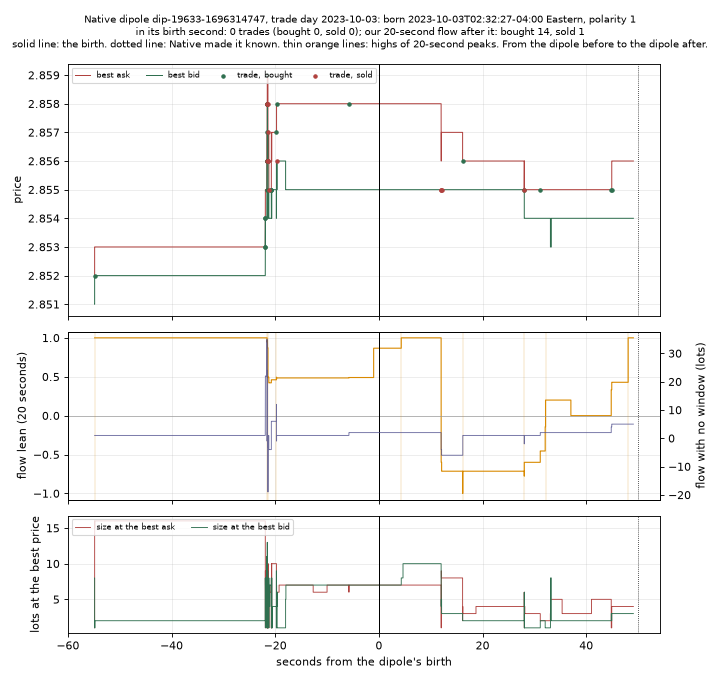 Native dipole dip-19633-1696314747, trade day 2023-10-03: born 2023-10-03T02:32:27-04:00 Eastern, polarity 1
in its birth second: 0 trades (bought 0, sold 0); our 20-second flow after it: bought 14, sold 1
solid line: the birth. dotted line: Native made it known. thin orange lines: highs of 20-second peaks. From the dipole before to the dipole after.
best ask
best bid
trade, bought
trade, sold
2.859
2.858
2.857
2.856
2.855
2.854
2.853
2.852
2.851
price
1.0
0.5
0.0
−0.5
−1.0
flow lean (20 seconds)
30
20
10
0
−10
−20
flow with no window (lots)
size at the best ask
size at the best bid
15
10
5
lots at the best price
−60
−40
−20
0
20
40
seconds from the dipole's birth